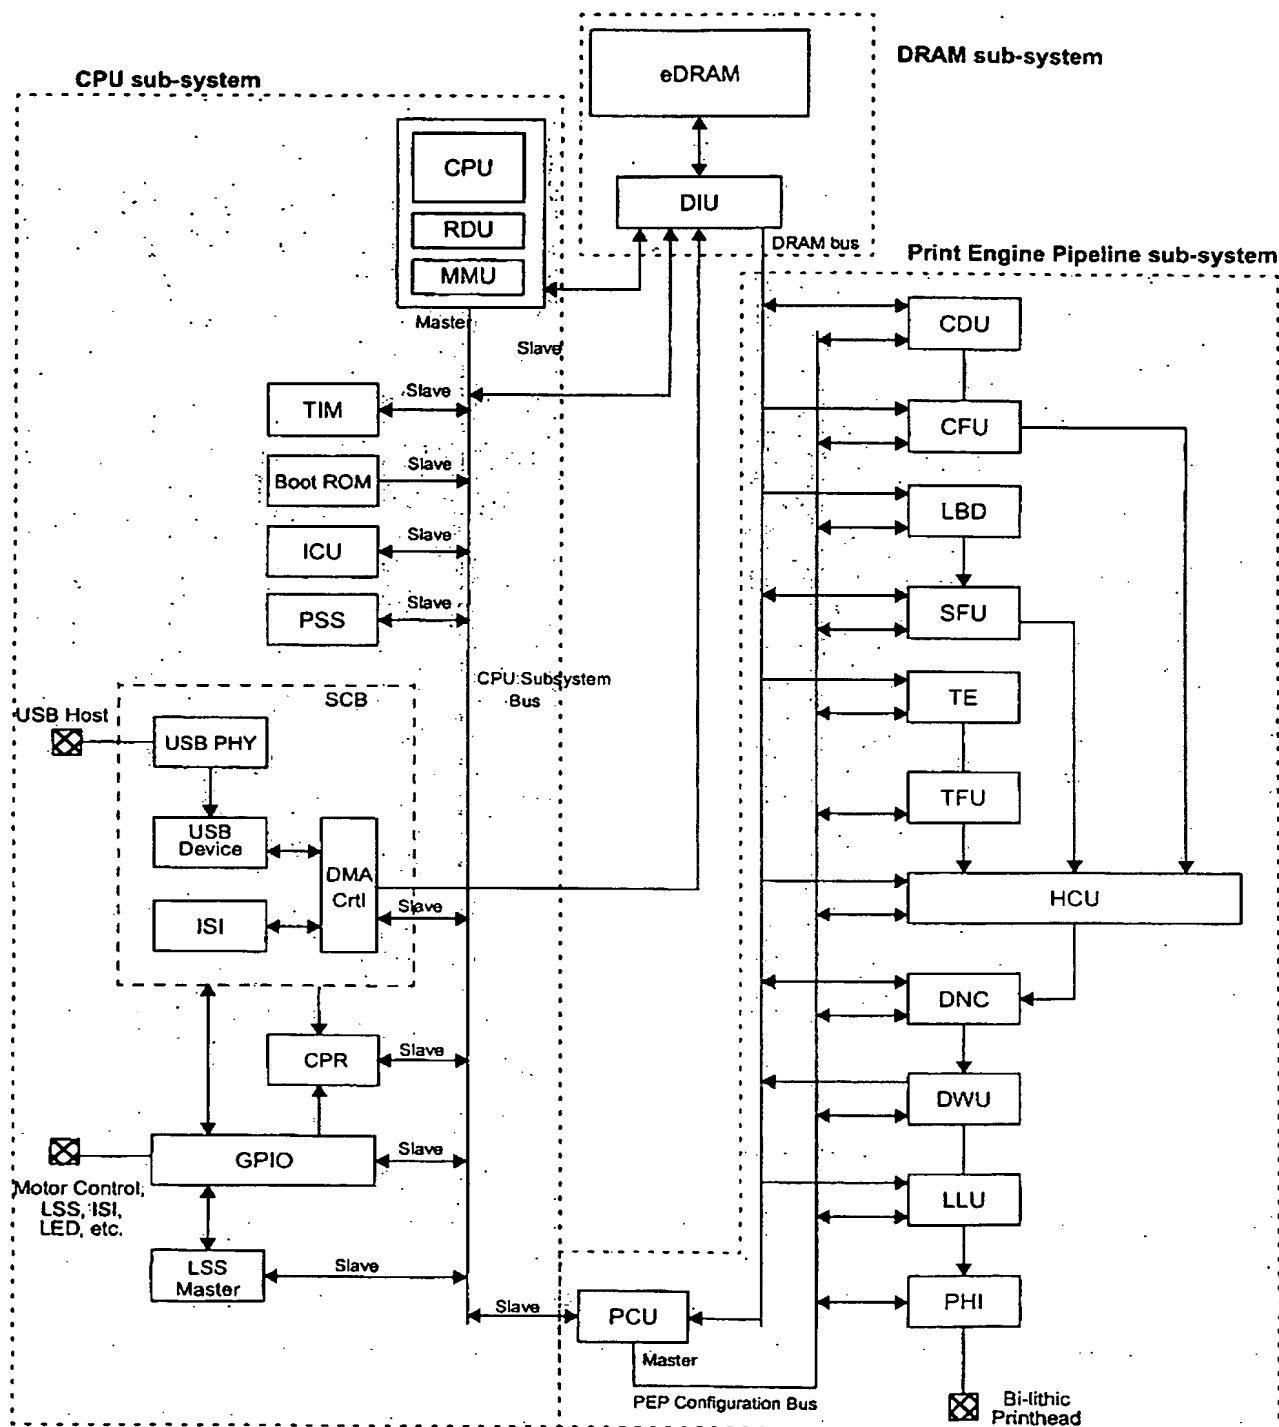 CPU sub-system
DRAM sub-system
eDRAM
DIU
DRAM bus
CPU
RDU
MMU
Master
Slave
Print Engine Pipeline sub-system
CDU
CFU
LBD
SFU
TE
TFU
HCU
DNC
DWU
LLU
PHI
Bi-lithic
Printhead
TIM
Slave
Boot ROM
Slave
ICU
Slave
PSS
Slave
CPU Subsystem
Bus
SCB
USB Host
USB PHY
USB
Device
DMA
Crtl
Slave
ISI
CPR
Slave
GPIO
Slave
Motor Control,
LSS, ISI,
LED, etc.
LSS
Master
Slave
Slave
PCU
Master
PEP Configuration Bus